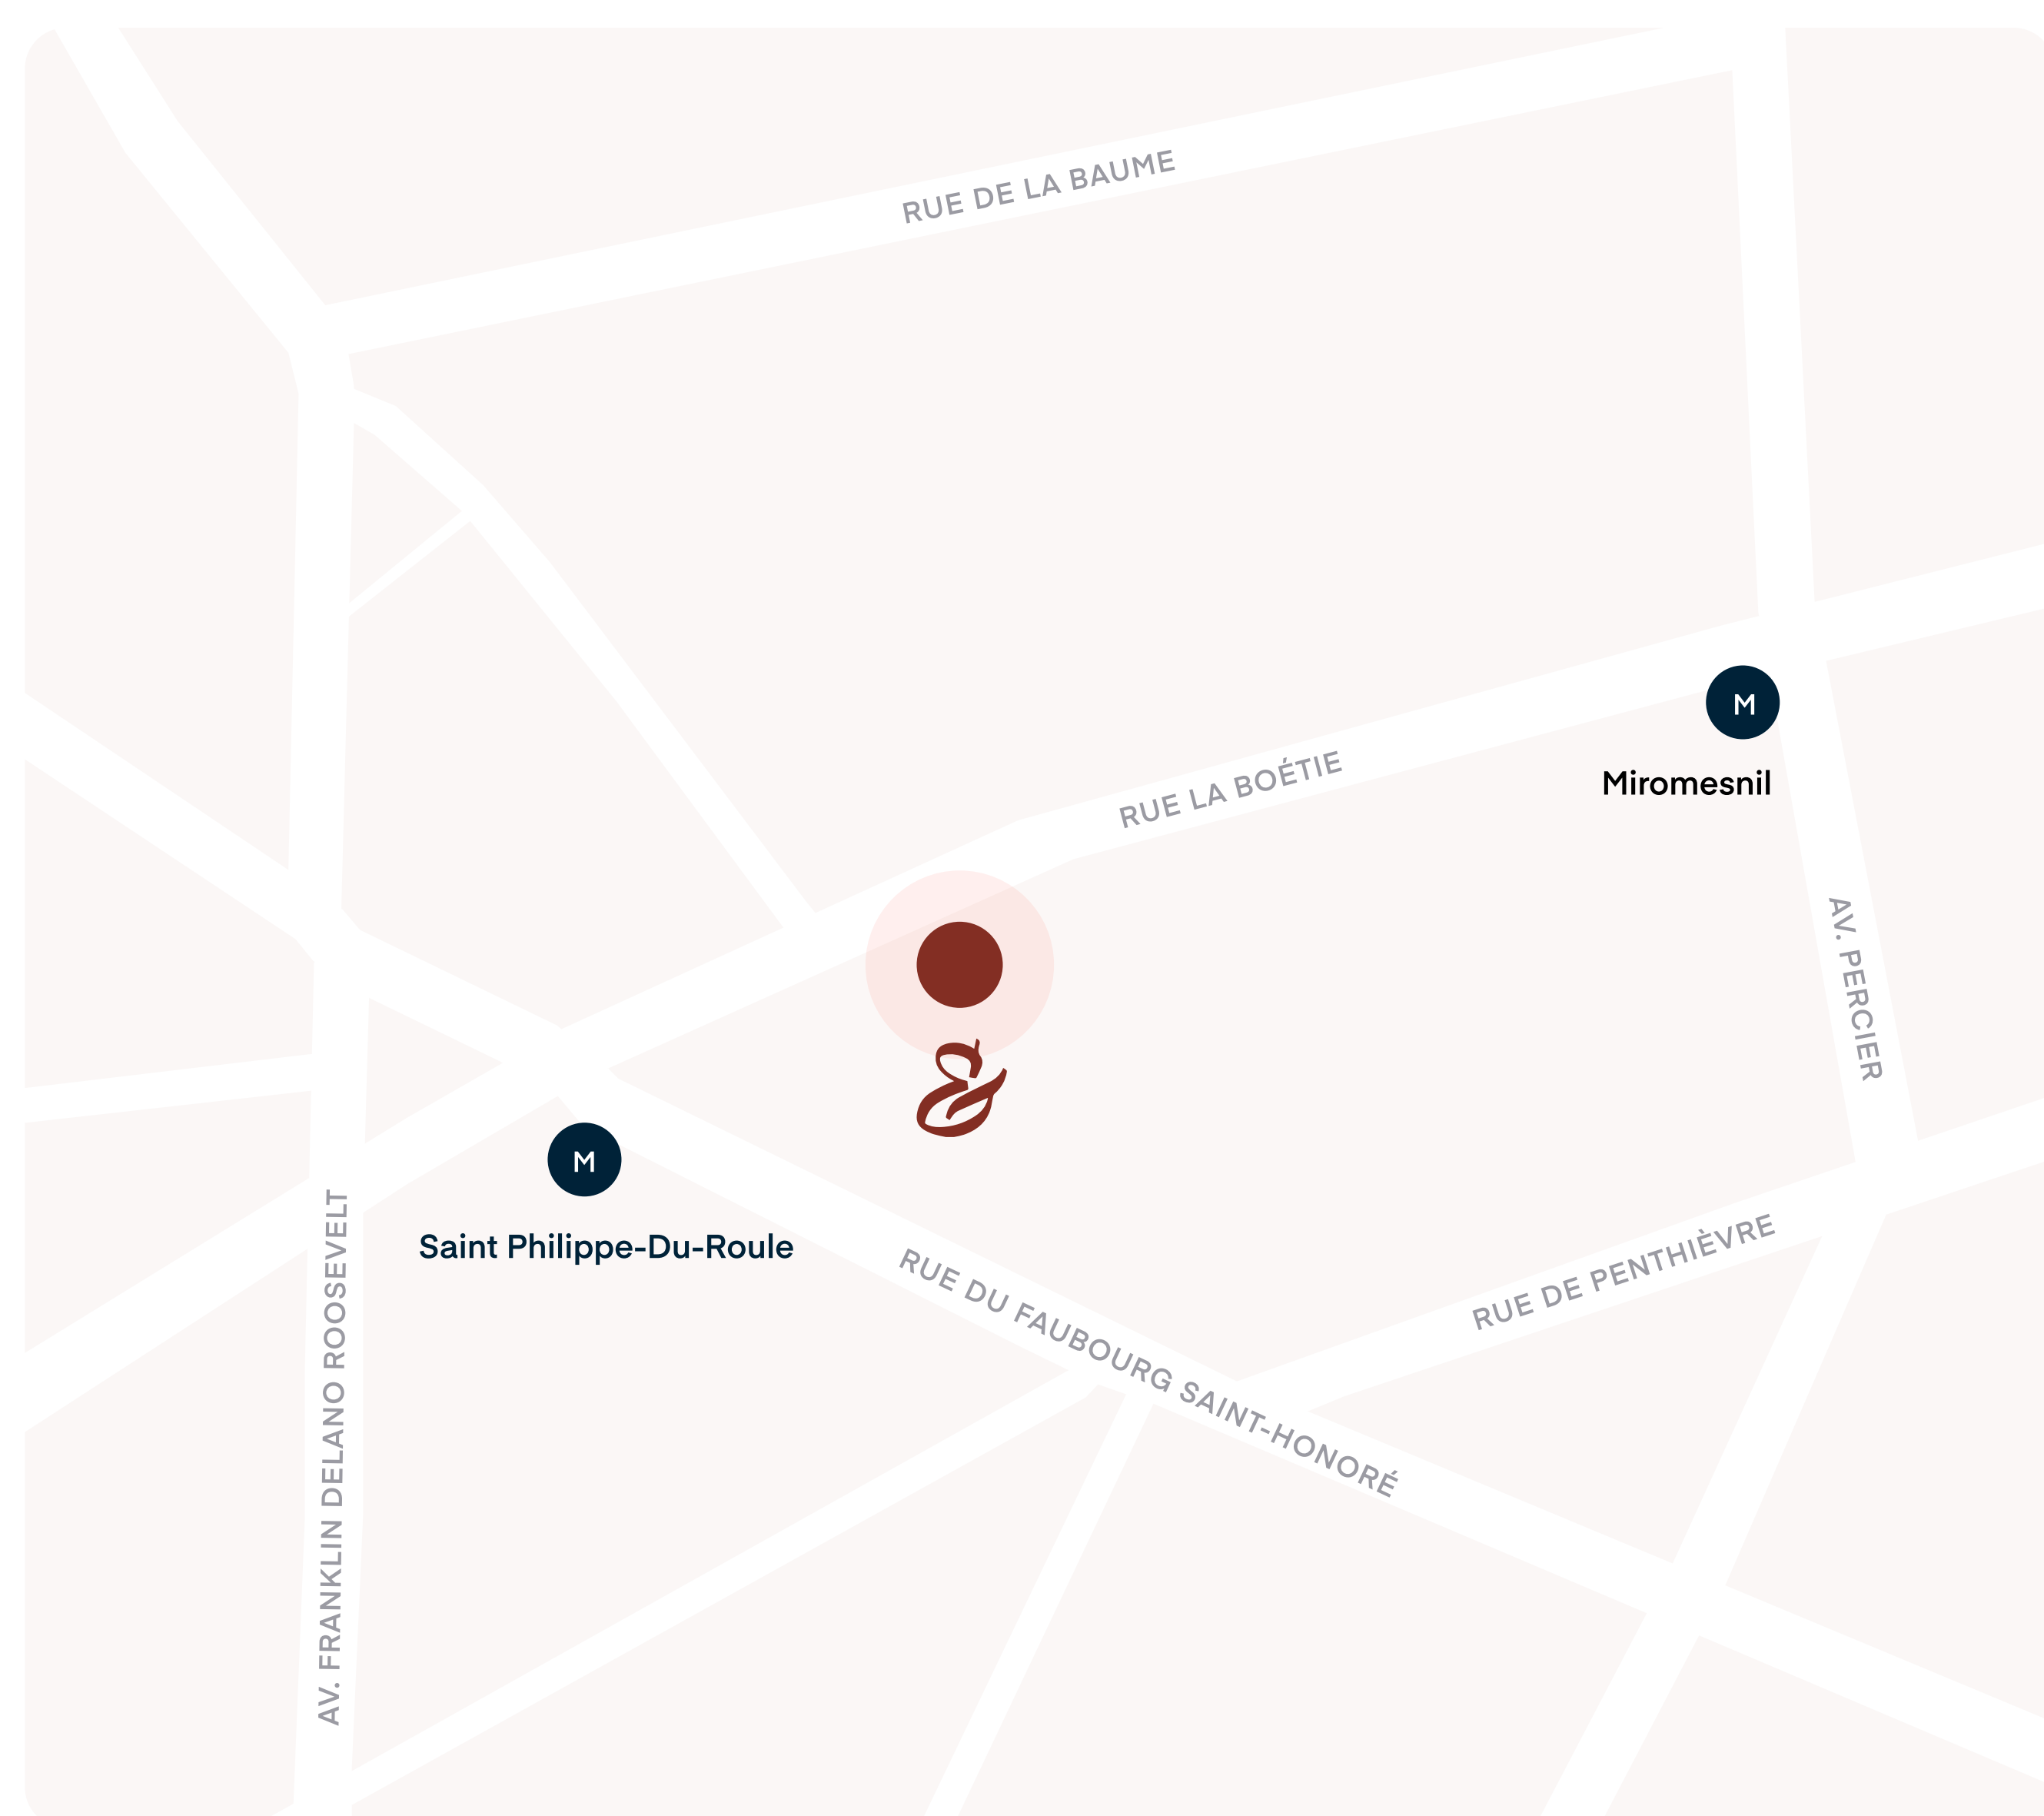 RUE DE LA BAUME
M
Miromesnil
RUE LA BOÉTIE
AV. PERCIER
&
M
Saint Philippe-Du-Roule
RUE DU FAUBOURG SAINT-HONORÉ
RUE DE PENTHIÈVRE
AV. FRANKLIN DELANO ROOSEVELT